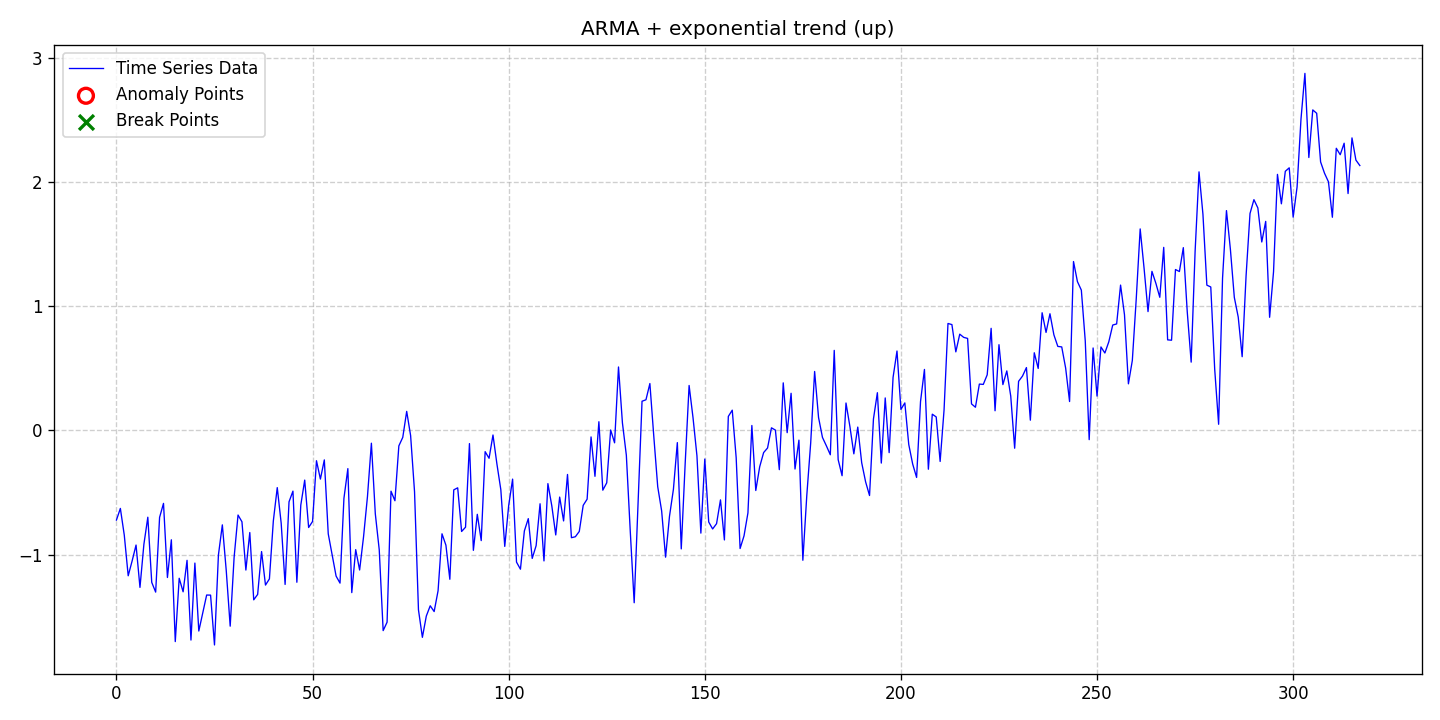 ARMA + exponential trend (up)
Time Series Data
Anomaly Points
Break Points
3
2
1
0
−1
0 50 100 150 200 250 300